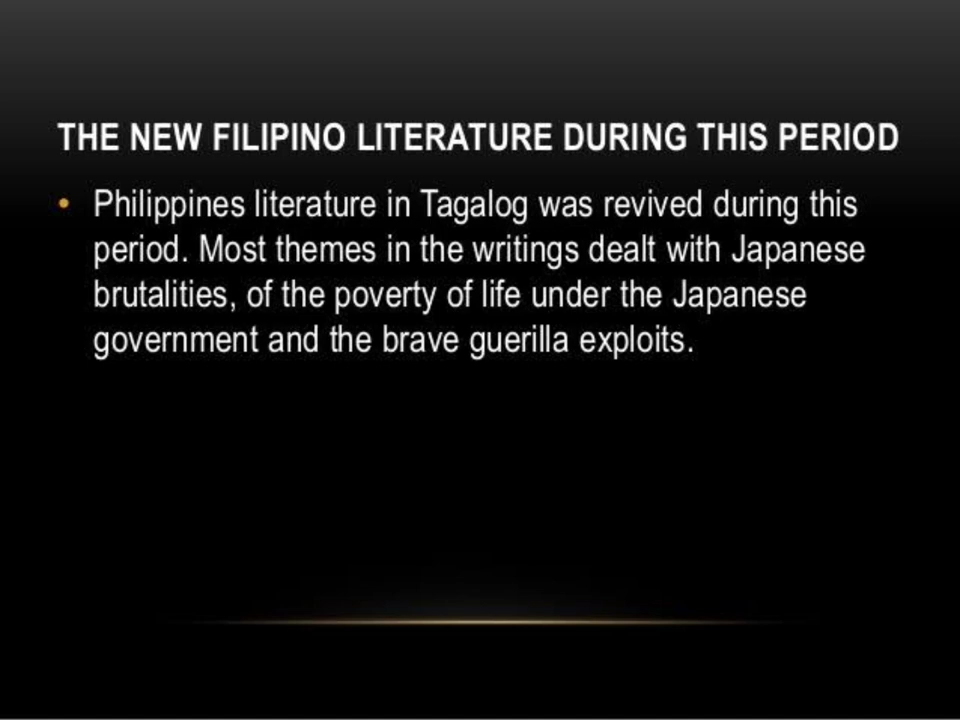 THE NEW FILIPINO LITERATURE DURING THIS PERIOD
• Philippines literature in Tagalog was revived during this
period. Most themes in the writings dealt with Japanese
brutalities, of the poverty of life under the Japanese
government and the brave guerilla exploits.